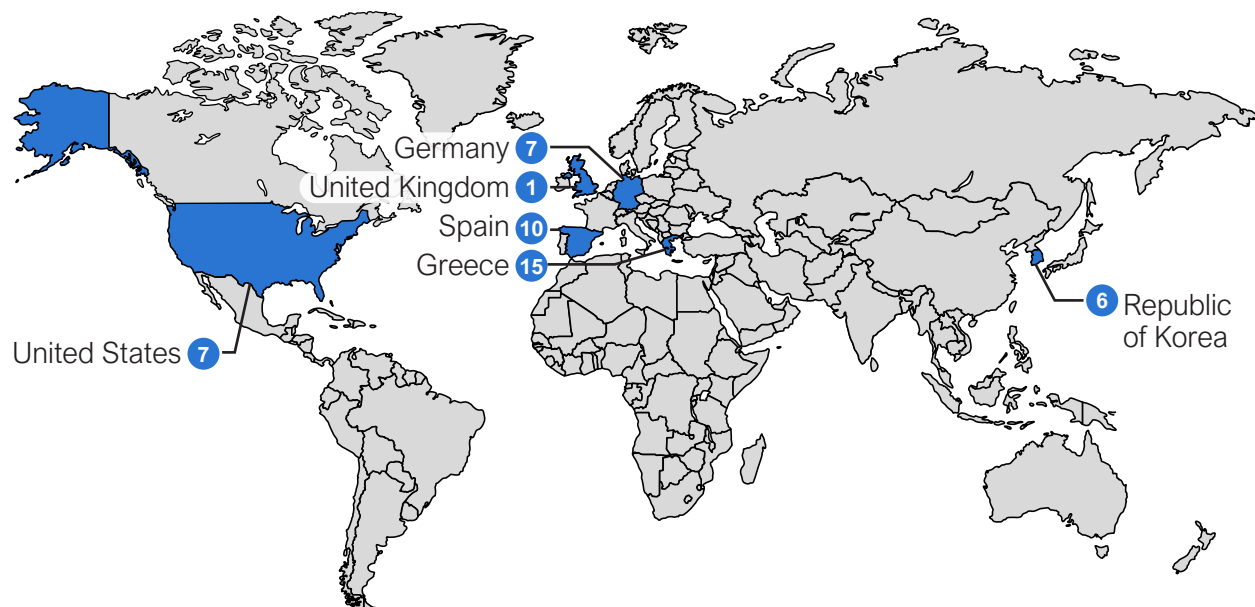 Germany 7
United Kingdom 1
Spain 10
Greece 15
6 Republic
of Korea
United States 7